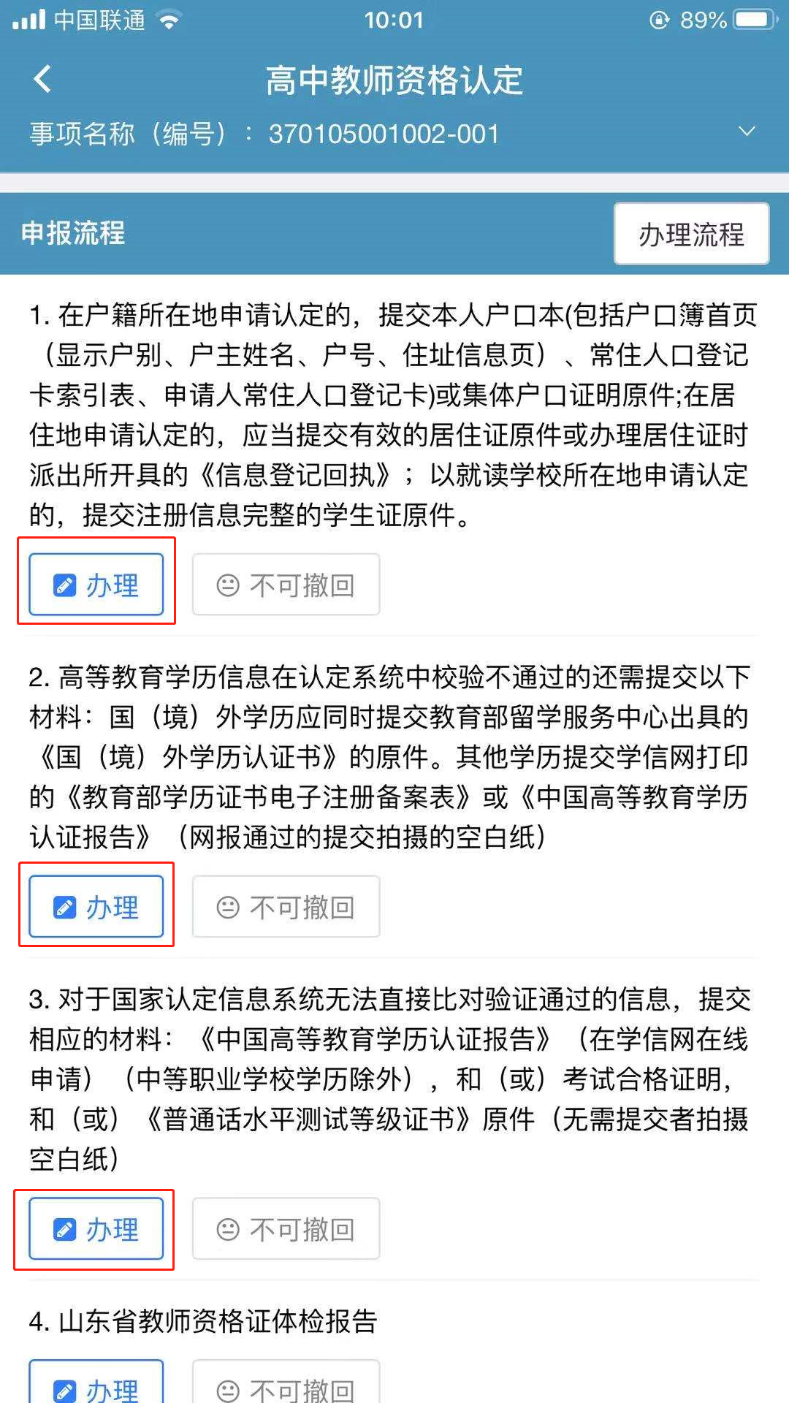 中国联通 10:01 89%
高中教师资格认定
事项名称（编号）：370105001002-001
申报流程 办理流程
1. 在户籍所在地申请认定的，提交本人户口本(包括户口簿首页
（显示户别、户主姓名、户号、住址信息页）、常住人口登记
卡索引表、申请人常住人口登记卡)或集体户口证明原件;在居
住地申请认定的，应当提交有效的居住证原件或办理居住证时
派出所开具的《信息登记回执》；以就读学校所在地申请认定
的，提交注册信息完整的学生证原件。
办理 不可撤回
2. 高等教育学历信息在认定系统中校验不通过的还需提交以下
材料：国（境）外学历应同时提交教育部留学服务中心出具的
《国（境）外学历认证书》的原件。其他学历提交学信网打印
的《教育部学历证书电子注册备案表》或《中国高等教育学历
认证报告》（网报通过的提交拍摄的空白纸）
办理 不可撤回
3. 对于国家认定信息系统无法直接比对验证通过的信息，提交
相应的材料：《中国高等教育学历认证报告》（在学信网在线
申请）（中等职业学校学历除外），和（或）考试合格证明，
和（或）《普通话水平测试等级证书》原件（无需提交者拍摄
空白纸）
办理 不可撤回
4. 山东省教师资格证体检报告
办理 不可撤回